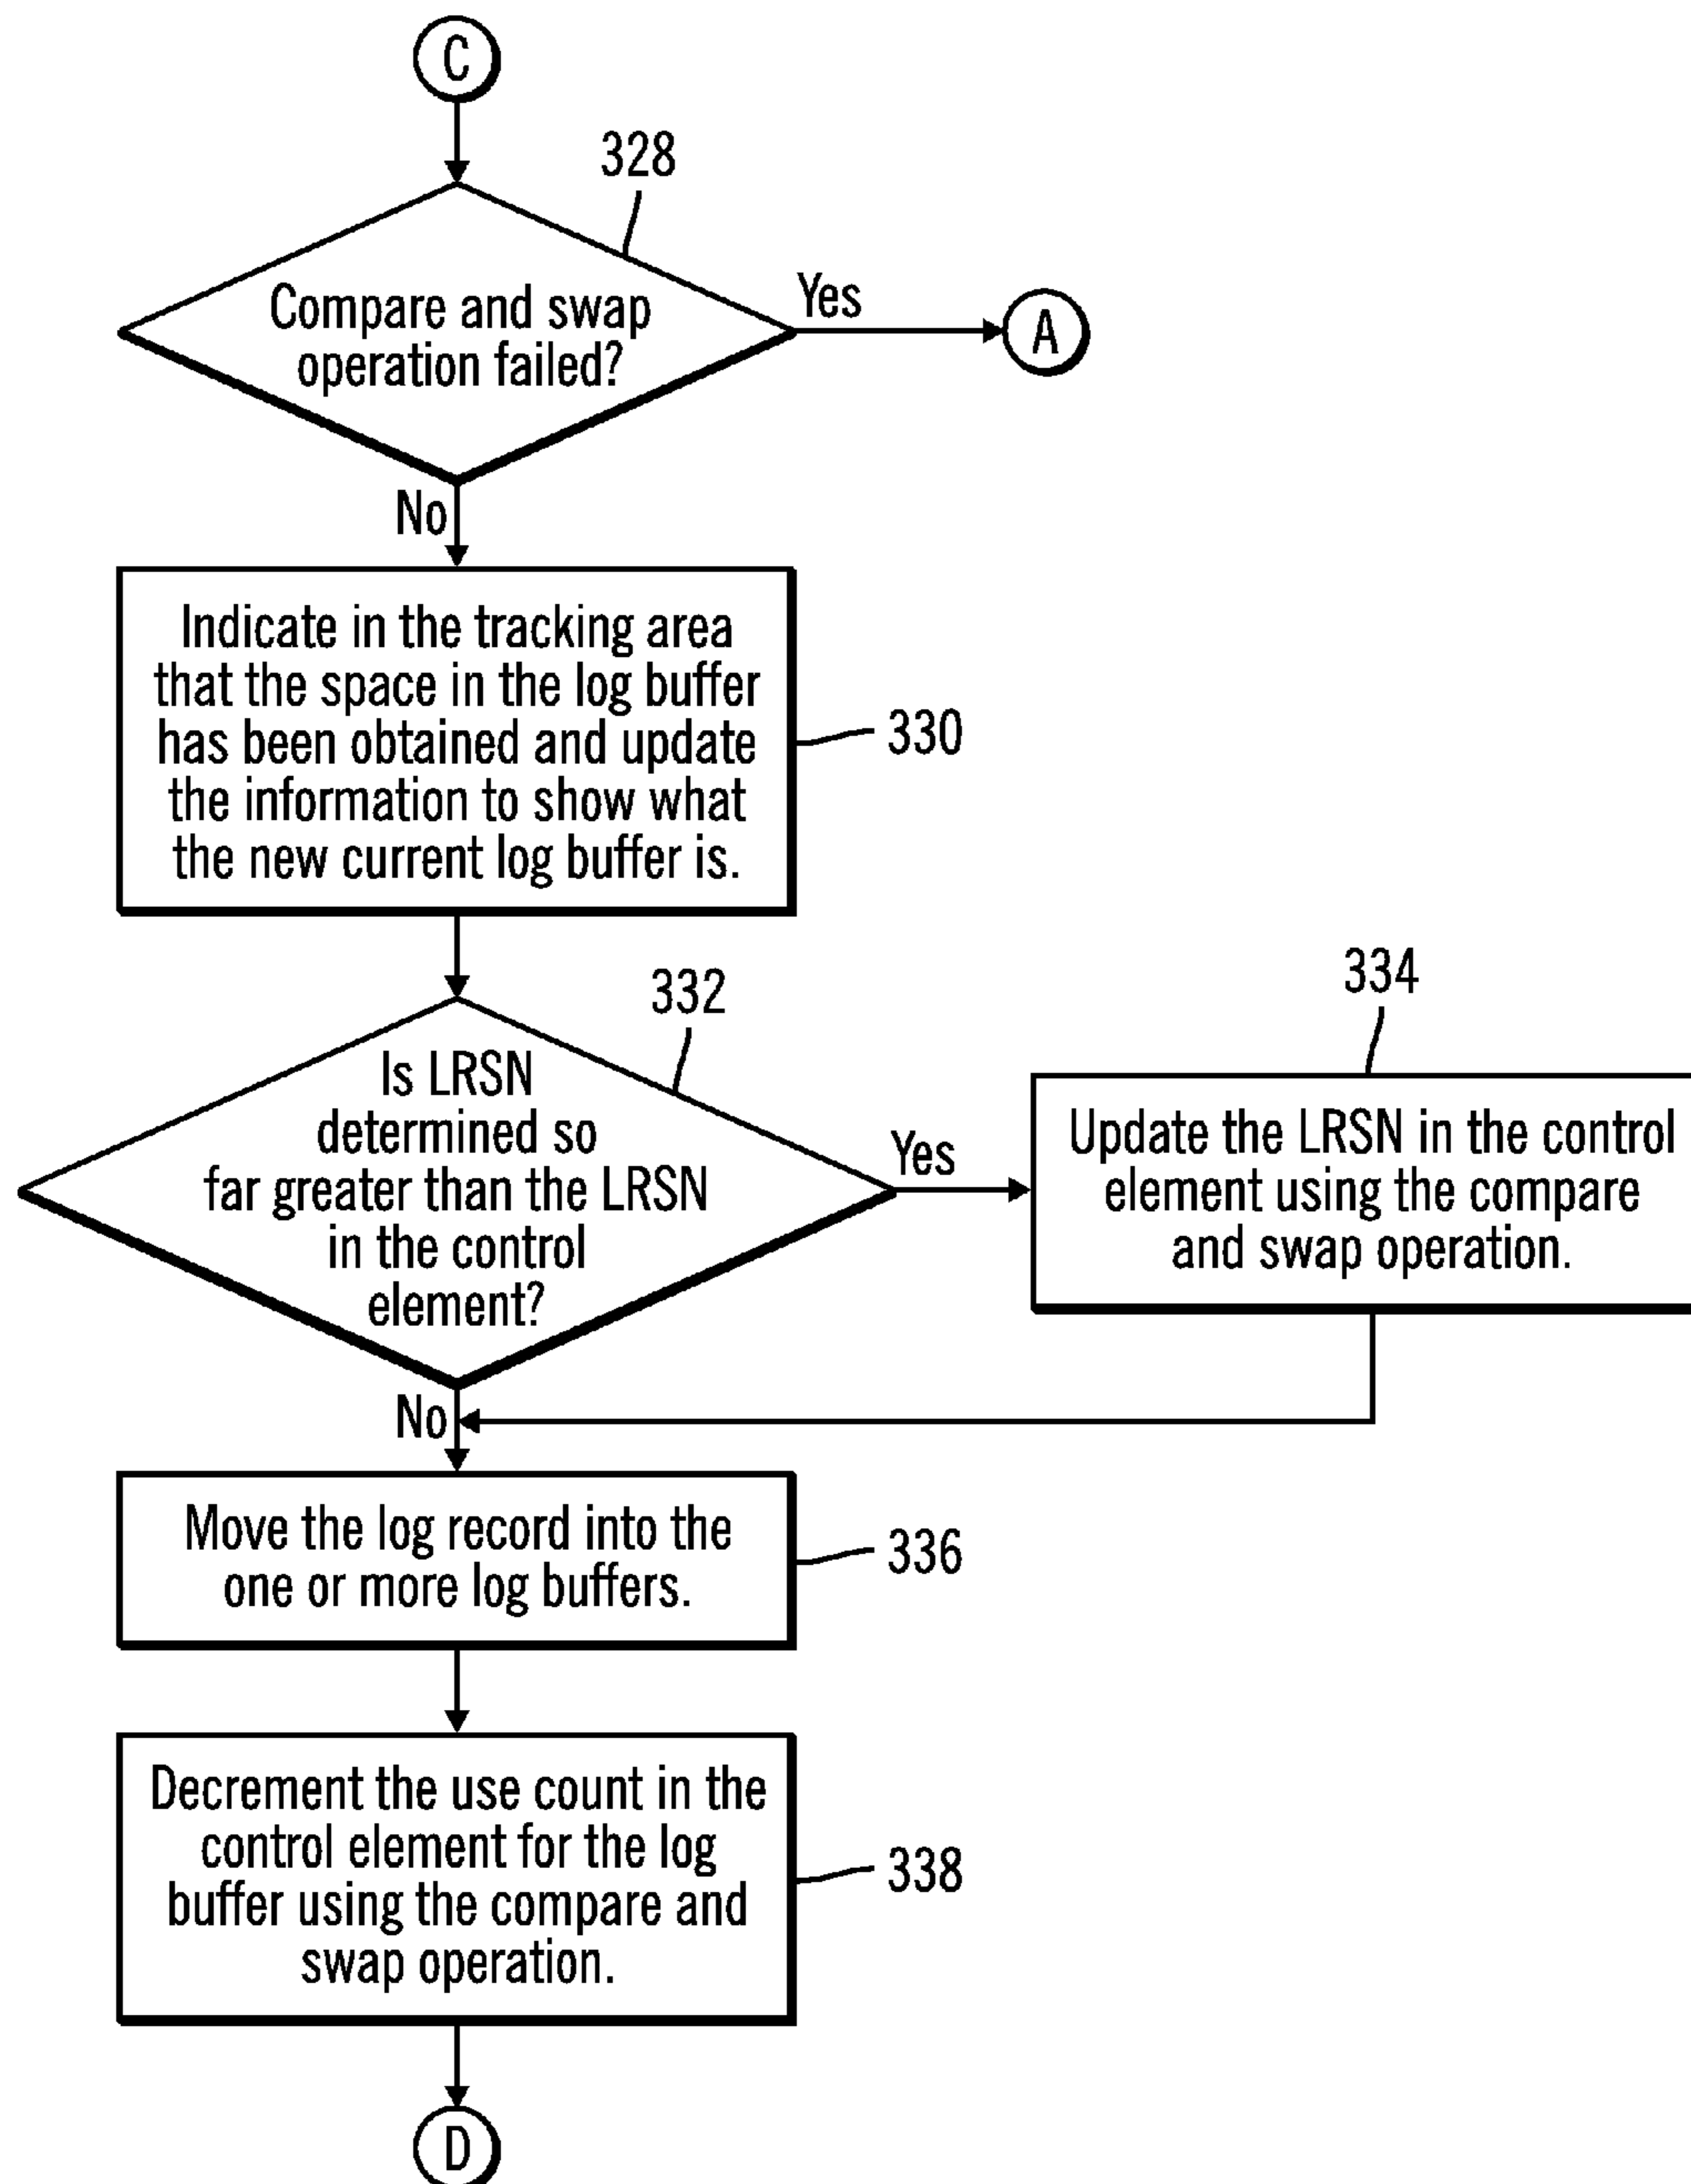 C
328
Compare and swap
operation failed?
Yes
A
No
Indicate in the tracking area
that the space in the log buffer
has been obtained and update
the information to show what
the new current log buffer is.
330
332
Is LRSN
determined so
far greater than the LRSN
in the control
element?
Yes
334
Update the LRSN in the control
element using the compare
and swap operation.
No
Move the log record into the
one or more log buffers.
336
Decrement the use count in the
control element for the log
buffer using the compare and
swap operation.
338
D